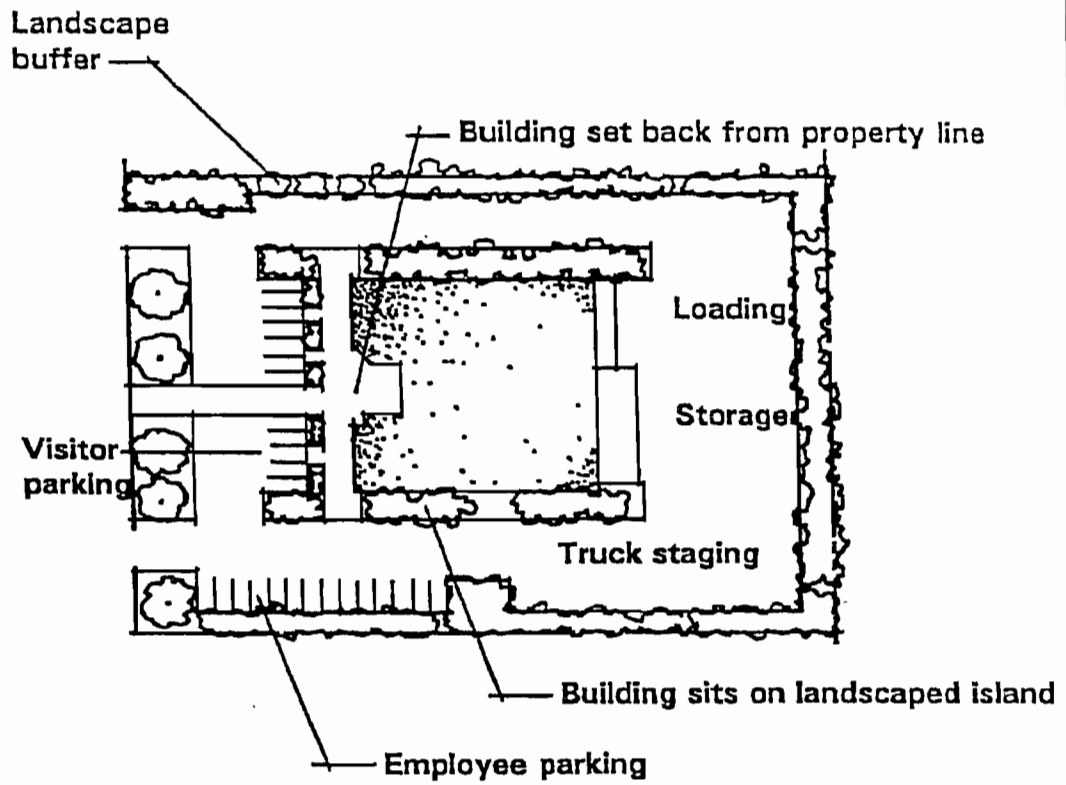 Landscape
buffer
Building set back from property line
Loading
Storage
Visitor
parking
Truck staging
Building sits on landscaped island
Employee parking